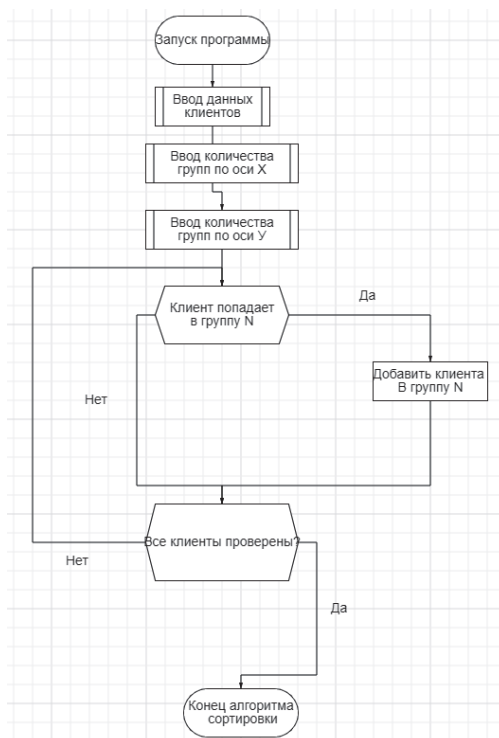 Запуск программы
Ввод данных
клиентов
Ввод количества
групп по оси X
Ввод количества
групп по оси У
Клиент попадает
в группу N
Да
Добавить клиента
В группу N
Нет
Все клиенты проверены?
Нет
Да
Конец алгоритма
сортировки